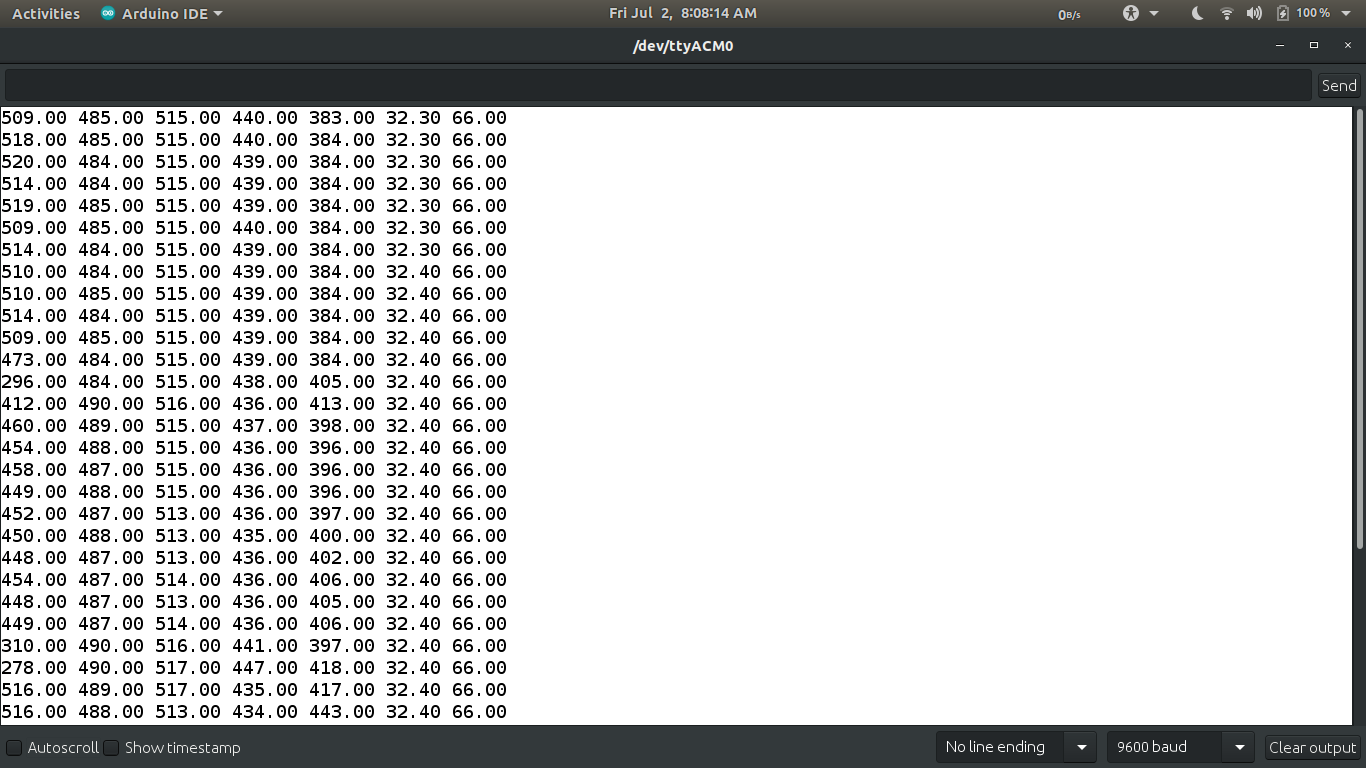 Activities Arduino IDE Fri Jul 2, 8:08:14 AM 0B/s 100 %
/dev/ttyACM0
Send
509.00 485.00 515.00 440.00 383.00 32.30 66.00
518.00 485.00 515.00 440.00 384.00 32.30 66.00
520.00 484.00 515.00 439.00 384.00 32.30 66.00
514.00 484.00 515.00 439.00 384.00 32.30 66.00
519.00 485.00 515.00 439.00 384.00 32.30 66.00
509.00 485.00 515.00 440.00 384.00 32.30 66.00
514.00 484.00 515.00 439.00 384.00 32.30 66.00
510.00 484.00 515.00 439.00 384.00 32.40 66.00
510.00 485.00 515.00 439.00 384.00 32.40 66.00
514.00 484.00 515.00 439.00 384.00 32.40 66.00
509.00 485.00 515.00 439.00 384.00 32.40 66.00
473.00 484.00 515.00 439.00 384.00 32.40 66.00
296.00 484.00 515.00 438.00 405.00 32.40 66.00
412.00 490.00 516.00 436.00 413.00 32.40 66.00
460.00 489.00 515.00 437.00 398.00 32.40 66.00
454.00 488.00 515.00 436.00 396.00 32.40 66.00
458.00 487.00 515.00 436.00 396.00 32.40 66.00
449.00 488.00 515.00 436.00 396.00 32.40 66.00
452.00 487.00 513.00 436.00 397.00 32.40 66.00
450.00 488.00 513.00 435.00 400.00 32.40 66.00
448.00 487.00 513.00 436.00 402.00 32.40 66.00
454.00 487.00 514.00 436.00 406.00 32.40 66.00
448.00 487.00 513.00 436.00 405.00 32.40 66.00
449.00 487.00 514.00 436.00 406.00 32.40 66.00
310.00 490.00 516.00 441.00 397.00 32.40 66.00
278.00 490.00 517.00 447.00 418.00 32.40 66.00
516.00 489.00 517.00 435.00 417.00 32.40 66.00
516.00 488.00 513.00 434.00 443.00 32.40 66.00
Autoscroll Show timestamp No line ending 9600 baud Clear output